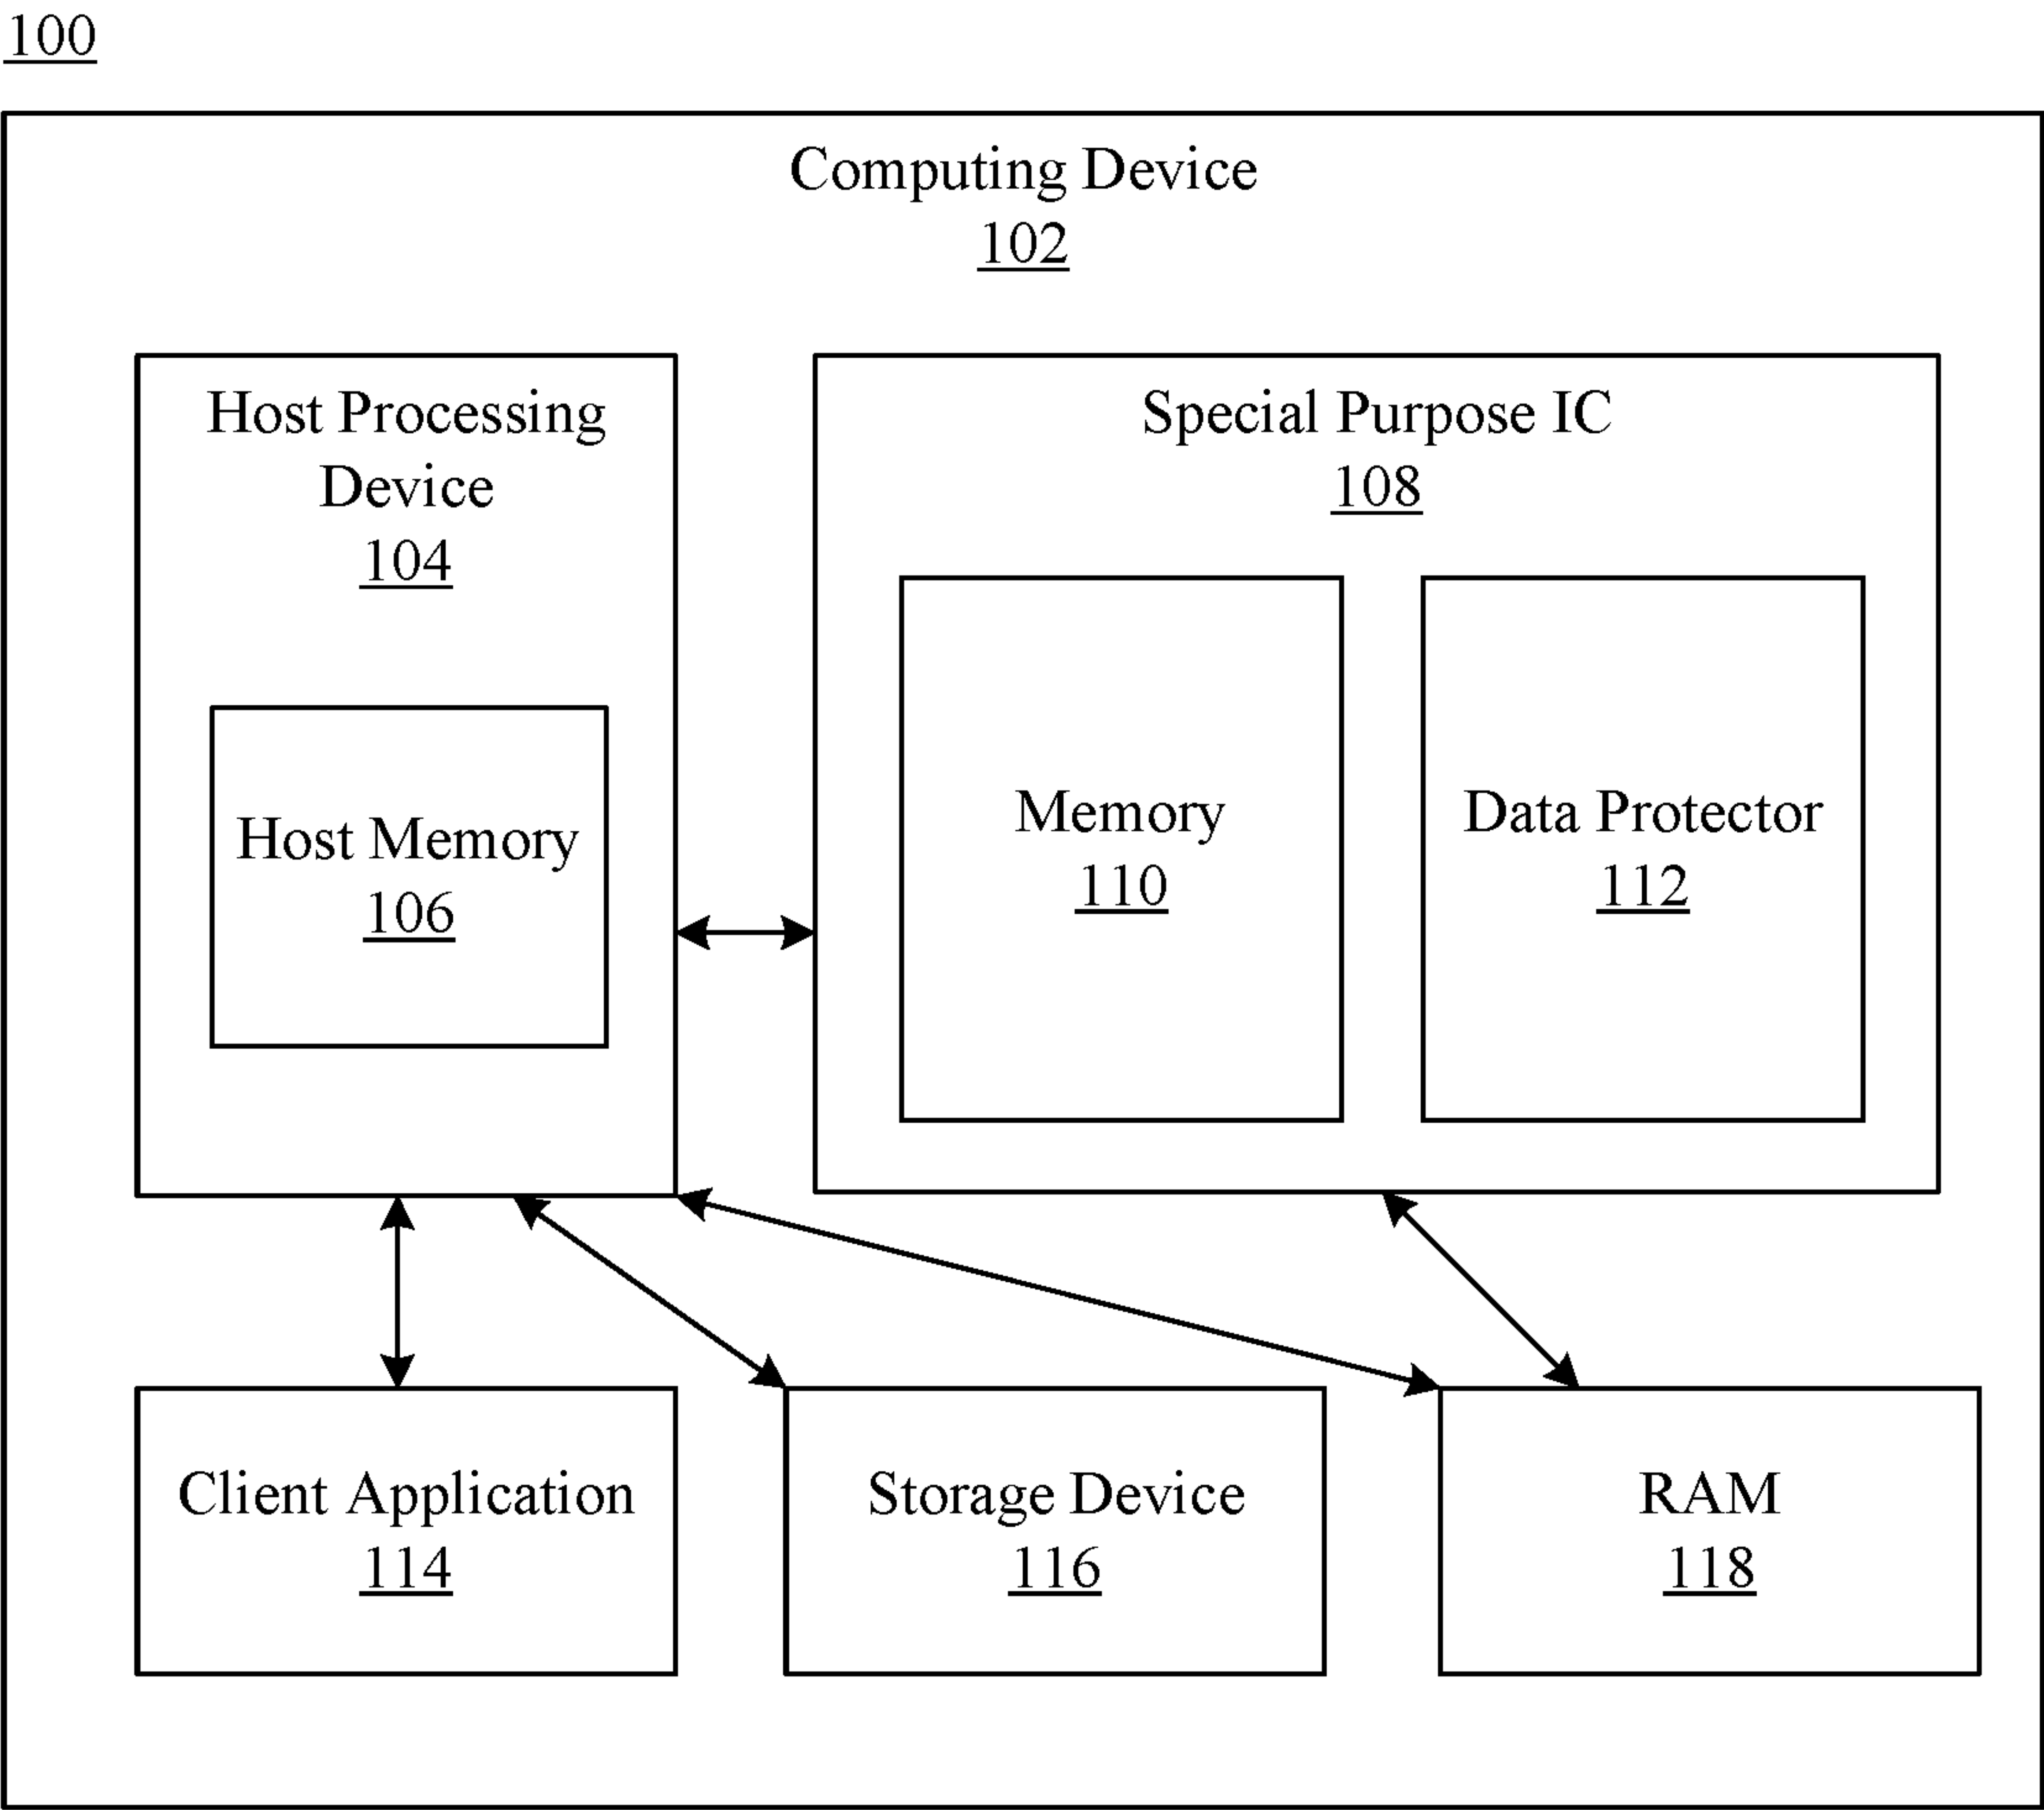 100
Computing Device
102
Host Processing
Device
104
Host Memory
106
Special Purpose IC
108
Memory
110
Data Protector
112
Client Application
114
Storage Device
116
RAM
118